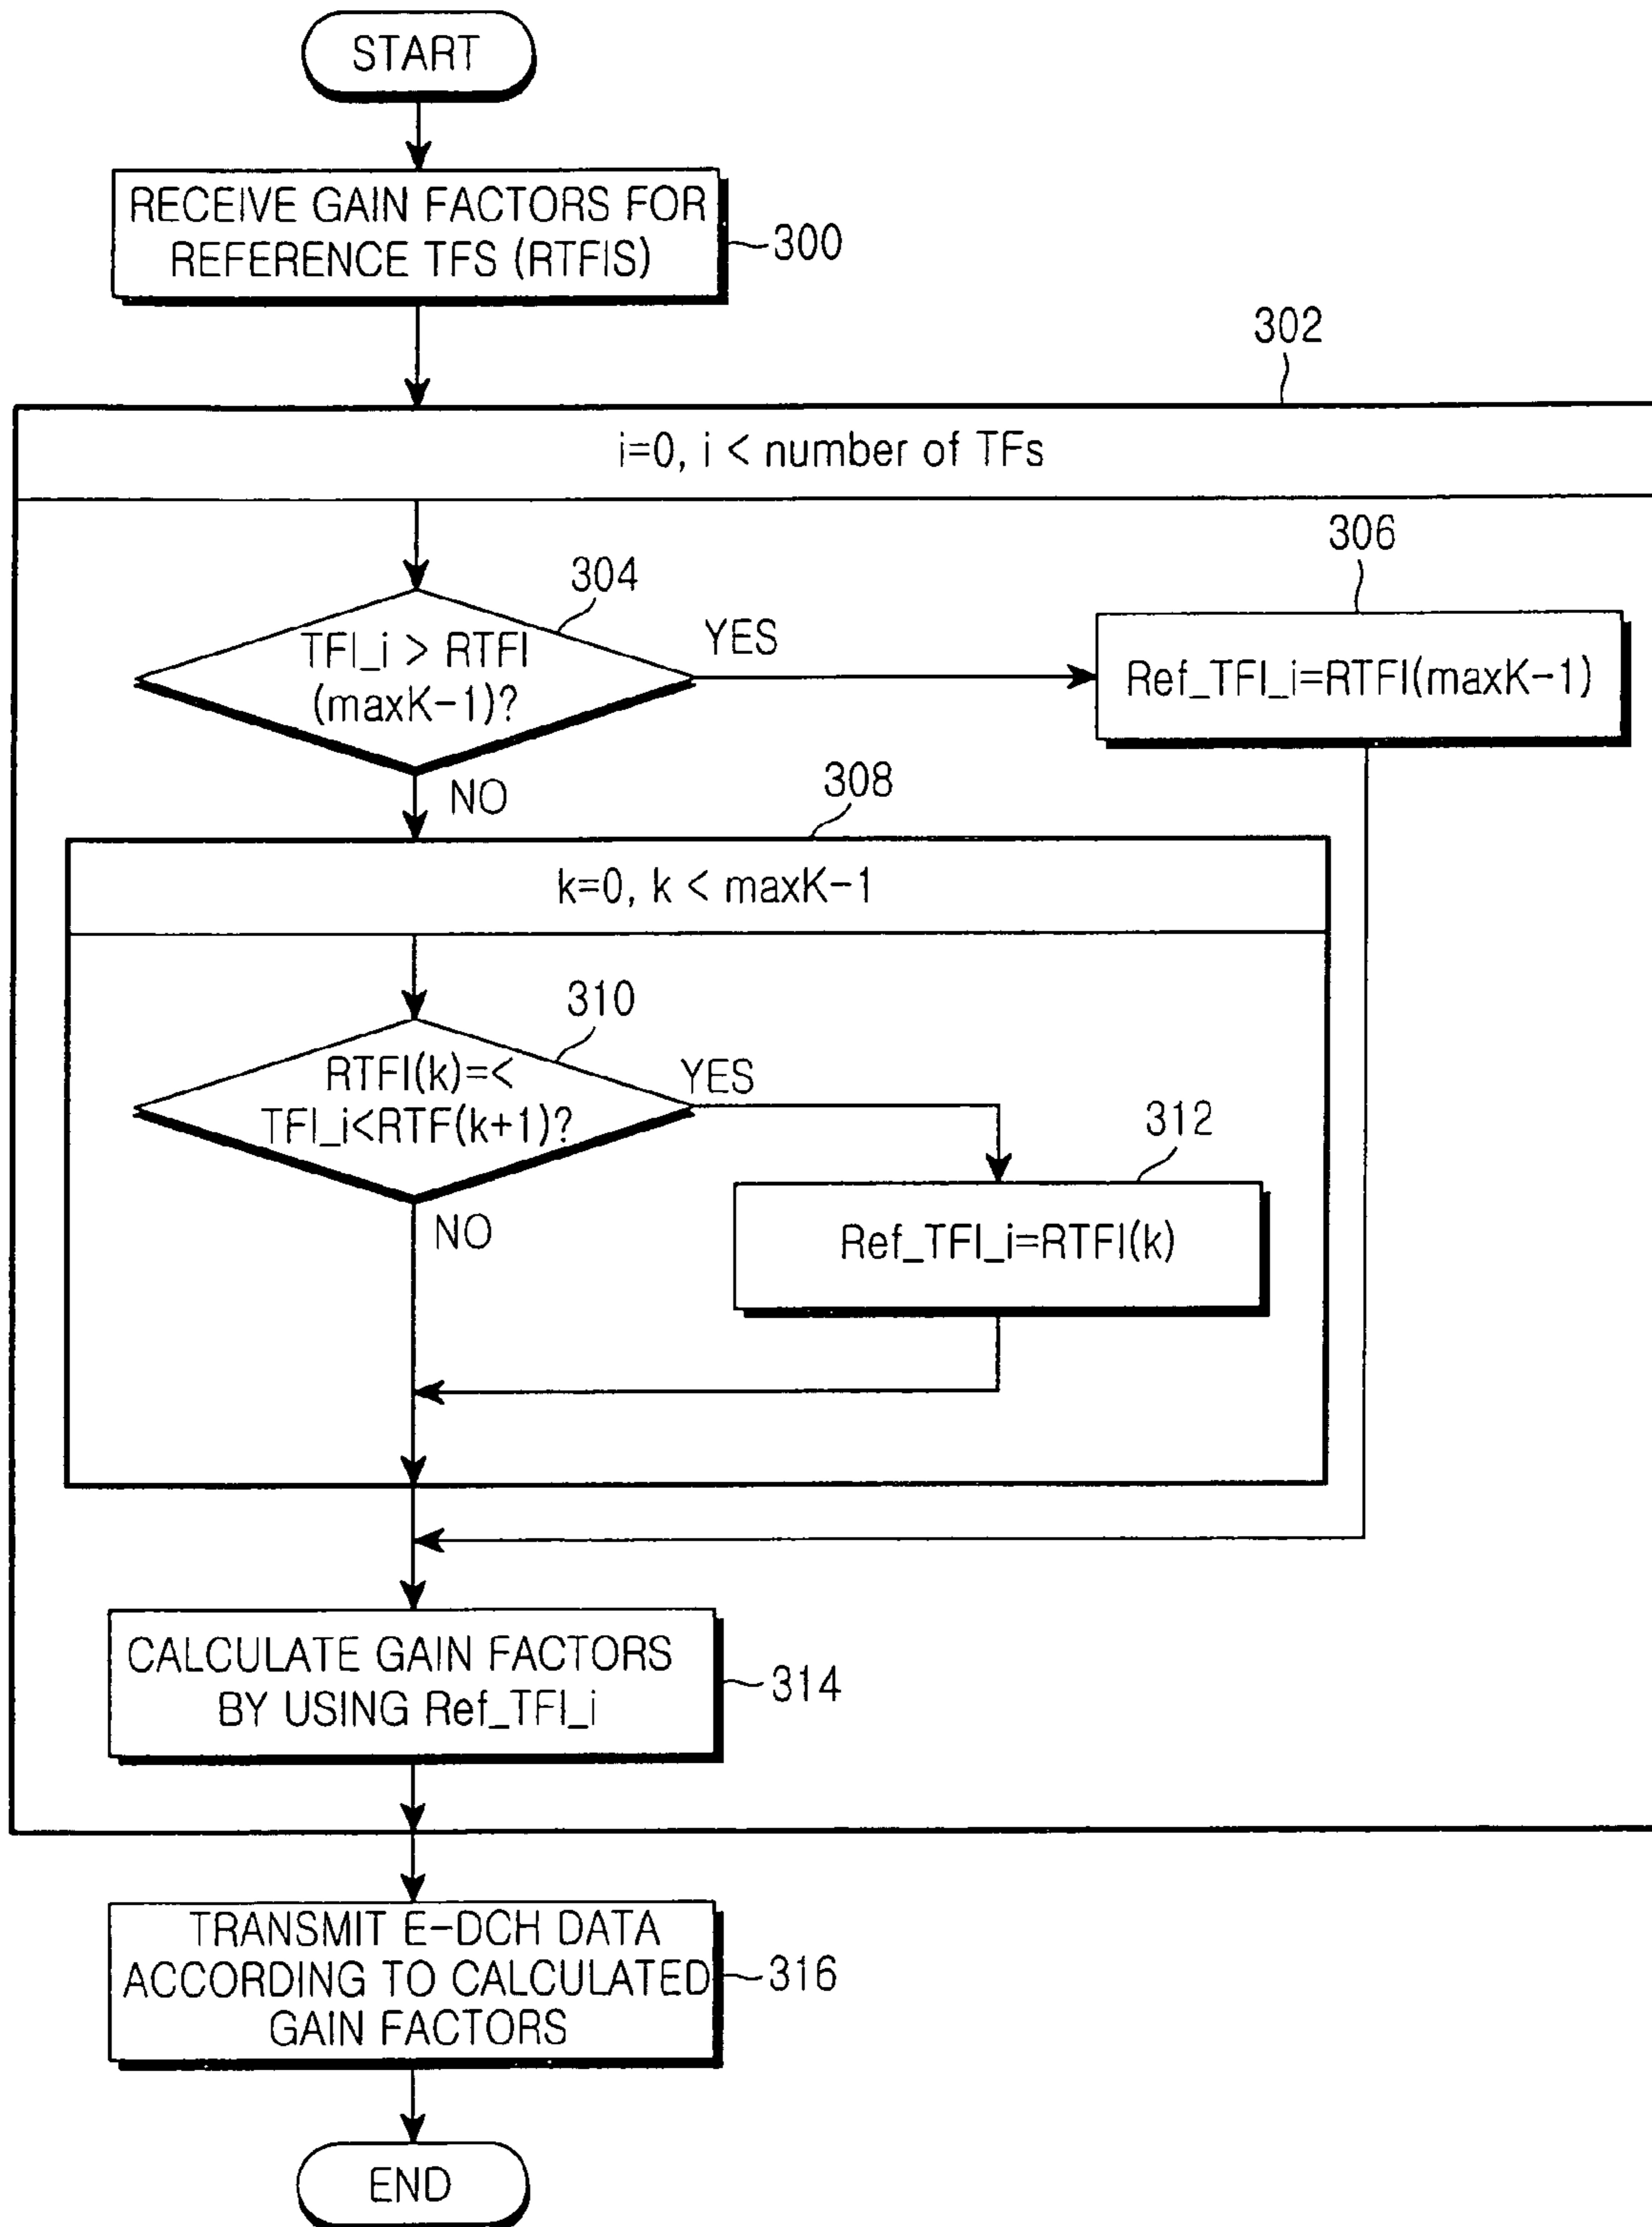 START
RECEIVE GAIN FACTORS FOR
REFERENCE TFS (RTFIS)
300
302
i=0, i < number of TFs
304
306
TFI_i > RTFI
(maxK-1)?
YES
Ref_TFI_i=RTFI(maxK-1)
NO
308
k=0, k < maxK-1
310
RTFI(k)=<
TFI_i<RTF(k+1)?
YES
312
Ref_TFI_i=RTFI(k)
NO
CALCULATE GAIN FACTORS
BY USING Ref_TFI_i
314
TRANSMIT E-DCH DATA
ACCORDING TO CALCULATED
GAIN FACTORS
316
END